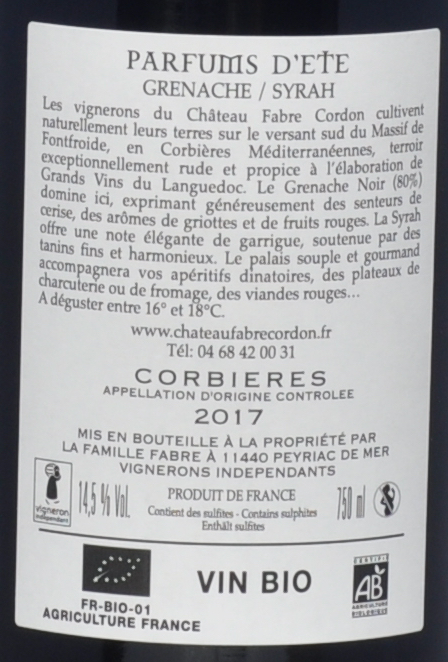 PARFUMS D'ETE
GRENACHE / SYRAH
Les vignerons du Château Fabre Cordon cultivent
naturellement leurs terres sur le versant sud du Massif de
Fontfroide, en Corbières Méditerranéennes, terroir
exceptionnellement rude et propice à l'élaboration de
Grands Vins du Languedoc. Le Grenache Noir (80%)
domine ici, exprimant généreusement des senteurs de
cerise, des arômes de griottes et de fruits rouges. La Syrah
offre une note élégante de garrigue, soutenue par des
tanins fins et harmonieux. Le palais souple et gourmand
accompagnera vos apéritifs dinatoires, des plateaux de
charcuterie ou de fromage, des viandes rouges...
A déguster entre 16° et 18°C.
www.chateaufabrecordon.fr
Tél: 04 68 42 00 31
CORBIERES
APPELLATION D'ORIGINE CONTROLEE
2017
MIS EN BOUTEILLE À LA PROPRIÉTÉ PAR
LA FAMILLE FABRE À 11440 PEYRIAC DE MER
VIGNERONS INDEPENDANTS
vigneron
indépendant
14,5 % Vol.
PRODUIT DE FRANCE
Contient des sulfites - Contains sulphites
Enthält sulfites
750 ml
FR-BIO-01
AGRICULTURE FRANCE
VIN BIO
CERTIFIÉ
AB
AGRICULTURE
BIOLOGIQUE